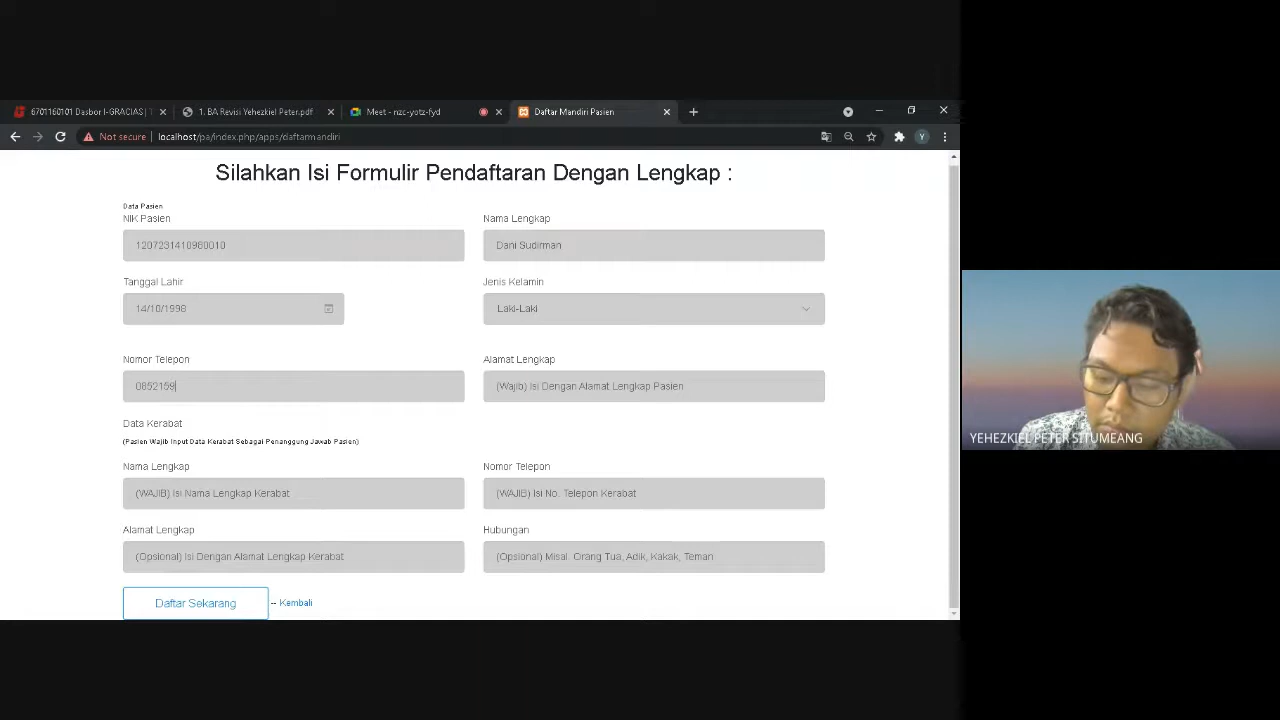 6701160101 Dasbor I-GRACIAS |
1. BA Revisi Yehezkiel Peter.pdf
Meet - nzc-yotz-fyd
Daftar Mandiri Pasien
Not secure | localhost/pa/index.php/apps/daftarmandiri
Y
Silahkan Isi Formulir Pendaftaran Dengan Lengkap :
Data Pasien
NIK Pasien
Nama Lengkap
1207231410980010
Dani Sudirman
Tanggal Lahir
Jenis Kelamin
14/10/1998
Laki-Laki
Nomor Telepon
Alamat Lengkap
0852159
(Wajib) Isi Dengan Alamat Lengkap Pasien
Data Kerabat
(Pasien Wajib Input Data Kerabat Sebagai Penanggung Jawab Pasien)
Nama Lengkap
Nomor Telepon
(WAJIB) Isi Nama Lengkap Kerabat
(WAJIB) Isi No. Telepon Kerabat
Alamat Lengkap
Hubungan
(Opsional) Isi Dengan Alamat Lengkap Kerabat
(Opsional) Misal. Orang Tua, Adik, Kakak, Teman
Daftar Sekarang
-- Kembali
YEHEZKIEL PETER SITUMEANG